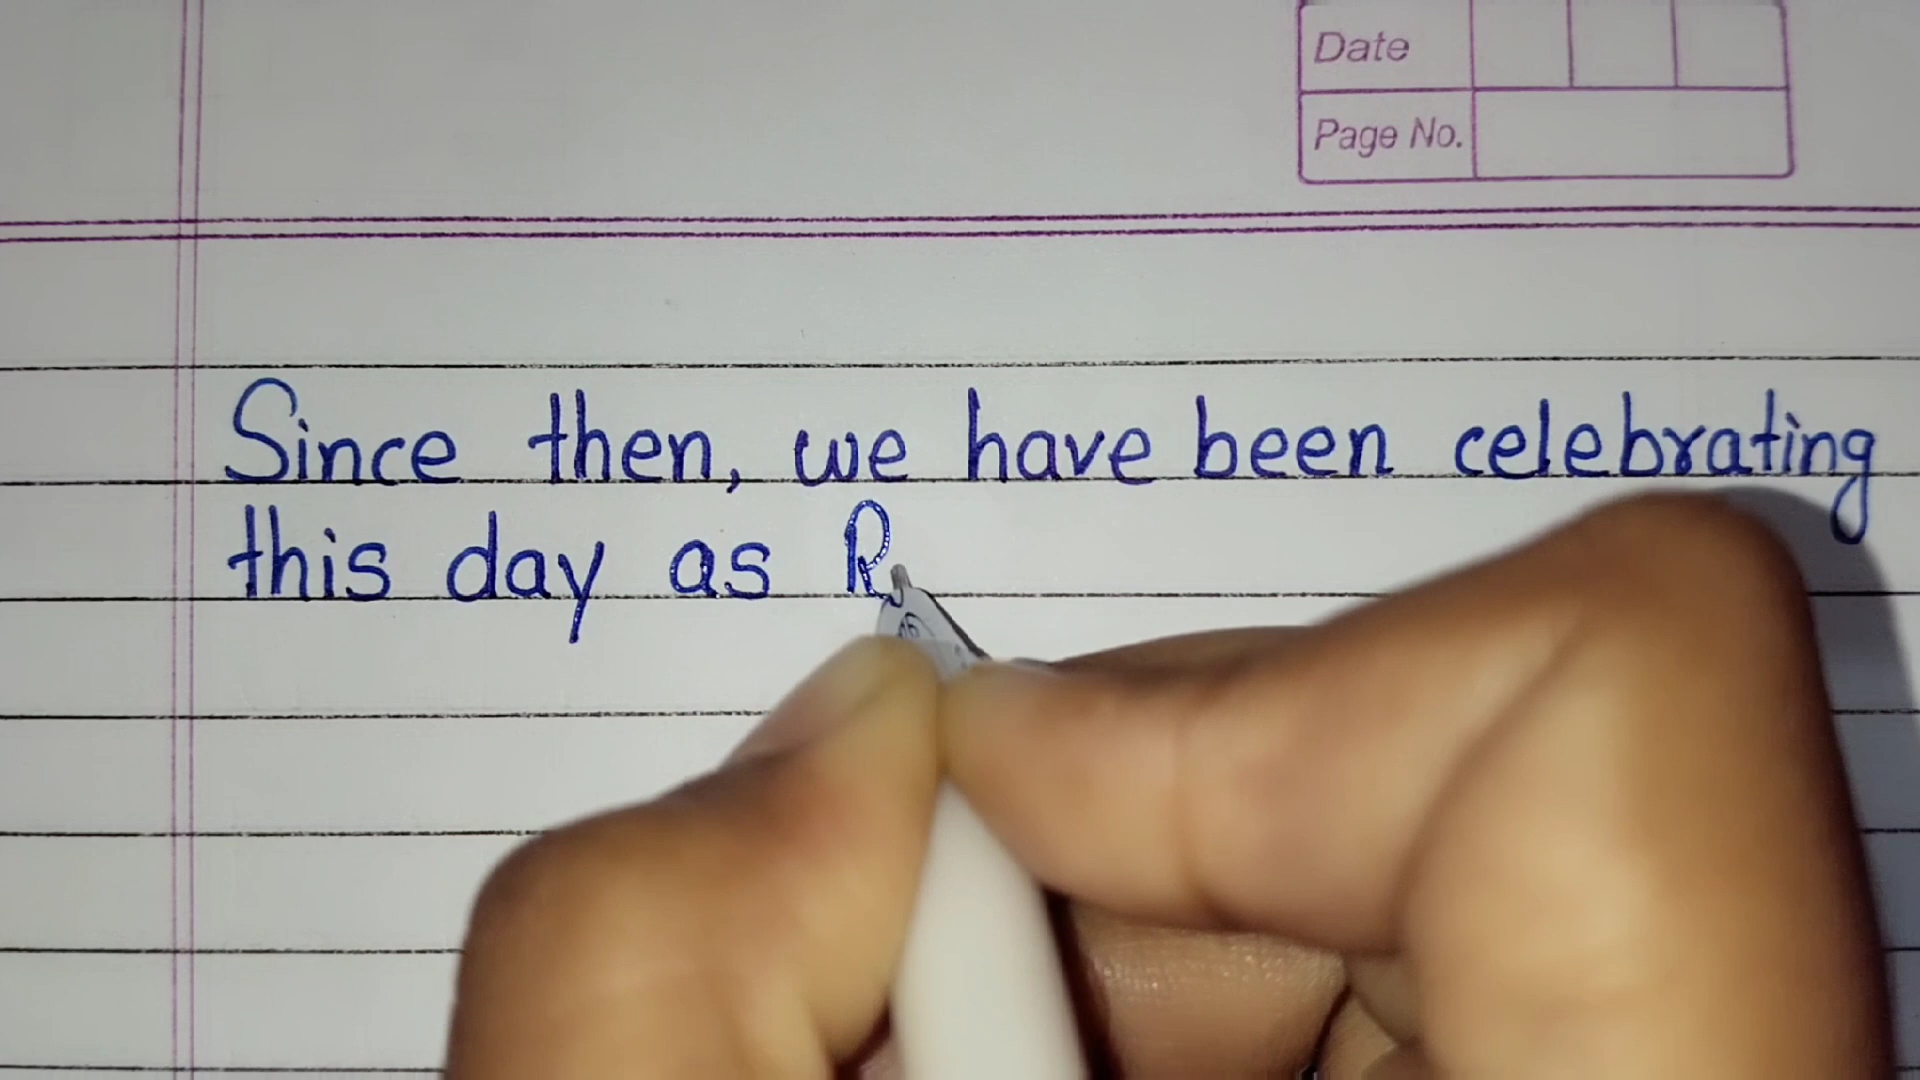 Date
Page No.
Since then, we have been celebrating
this day as R